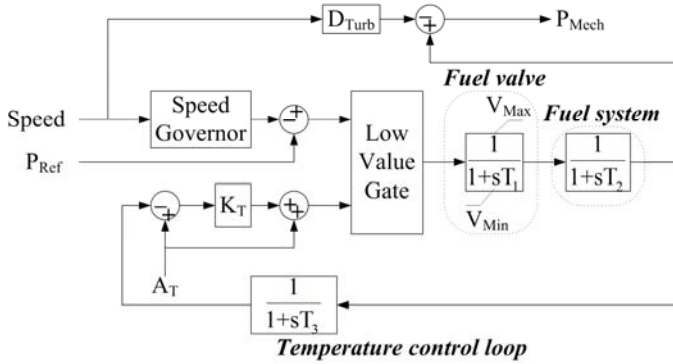 D_Turb
− +
P_Mech
+
Fuel valve
Speed
Speed
Governor
− +
V_Max
Fuel system
P_Ref
Low
Value
Gate
1
1+sT_1
1
1+sT_2
− +
K_T
+ +
V_Min
A_T
1
1+sT_3
Temperature control loop